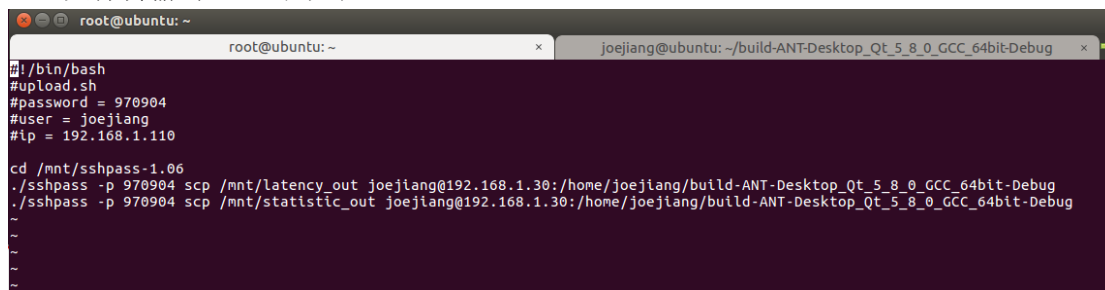 root@ubuntu: ~
root@ubuntu: ~ × joejiang@ubuntu: ~/build-ANT-Desktop_Qt_5_8_0_GCC_64bit-Debug ×
#!/bin/bash
#upload.sh
#password = 970904
#user = joejiang
#ip = 192.168.1.110
cd /mnt/sshpass-1.06
./sshpass -p 970904 scp /mnt/latency_out joejiang@192.168.1.30:/home/joejiang/build-ANT-Desktop_Qt_5_8_0_GCC_64bit-Debug
./sshpass -p 970904 scp /mnt/statistic_out joejiang@192.168.1.30:/home/joejiang/build-ANT-Desktop_Qt_5_8_0_GCC_64bit-Debug
~
~
~
~
~